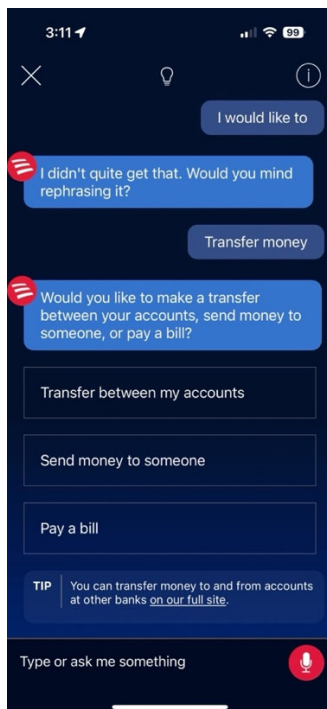 3:11
99
I would like to
I didn't quite get that. Would you mind
rephrasing it?
Transfer money
Would you like to make a transfer
between your accounts, send money to
someone, or pay a bill?
Transfer between my accounts
Send money to someone
Pay a bill
TIP
You can transfer money to and from accounts
at other banks on our full site.
Type or ask me something